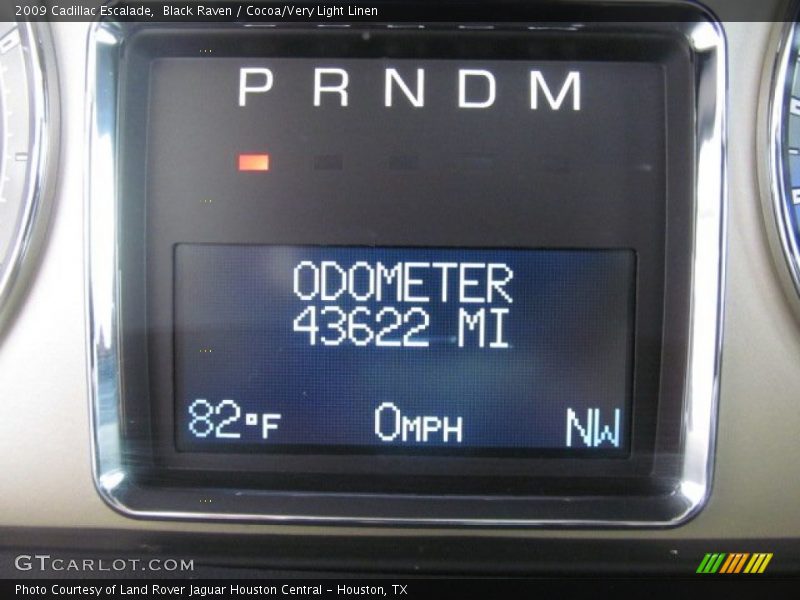 2009 Cadillac Escalade,  Black Raven / Cocoa/Very Light Linen
P R N D M
ODOMETER
43622 MI
82°F 0MPH NW
GTCARLOT.COM
Photo Courtesy of Land Rover Jaguar Houston Central - Houston, TX